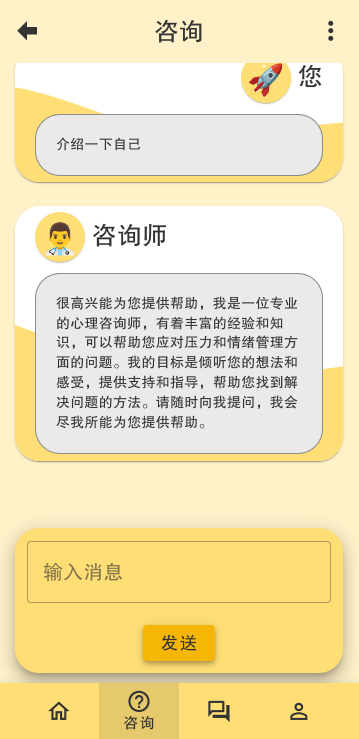 咨询
您
介绍一下自己
咨询师
很高兴能为您提供帮助，我是一位专业
的心理咨询师，有着丰富的经验和知
识，可以帮助您应对压力和情绪管理方
面的问题。我的目标是倾听您的想法和
感受，提供支持和指导，帮助您找到解
决问题的方法。请随时向我提问，我会
尽我所能为您提供帮助。
输入消息
发送
咨询